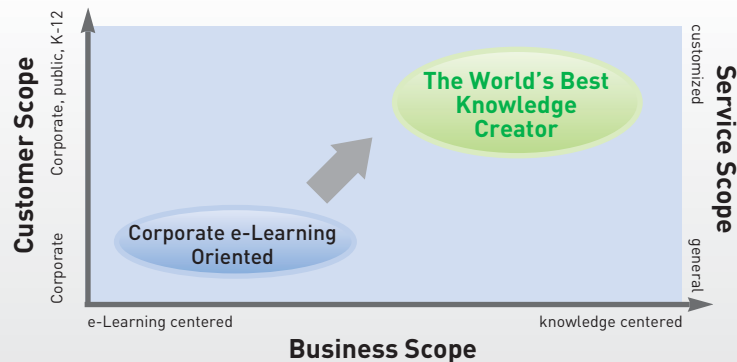 Customer Scope
Corporate, public, K-12
Corporate
The World's Best
Knowledge
Creator
Corporate e-Learning
Oriented
customized
general
Service Scope
e-Learning centered
knowledge centered
Business Scope